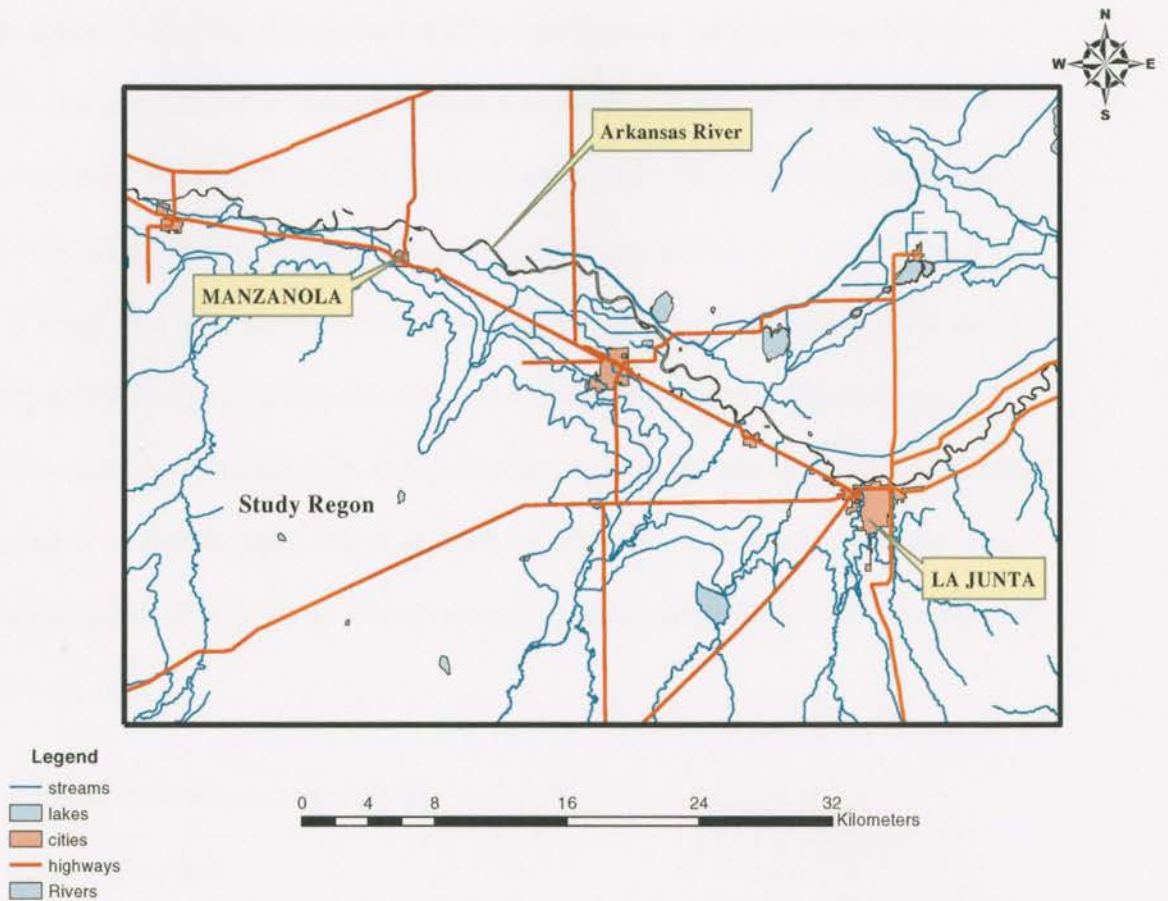 N
W E
S
Arkansas River
MANZANOLA
Study Regon
LA JUNTA
Legend
streams
lakes
cities
highways
Rivers
0 4 8 16 24 32
Kilometers